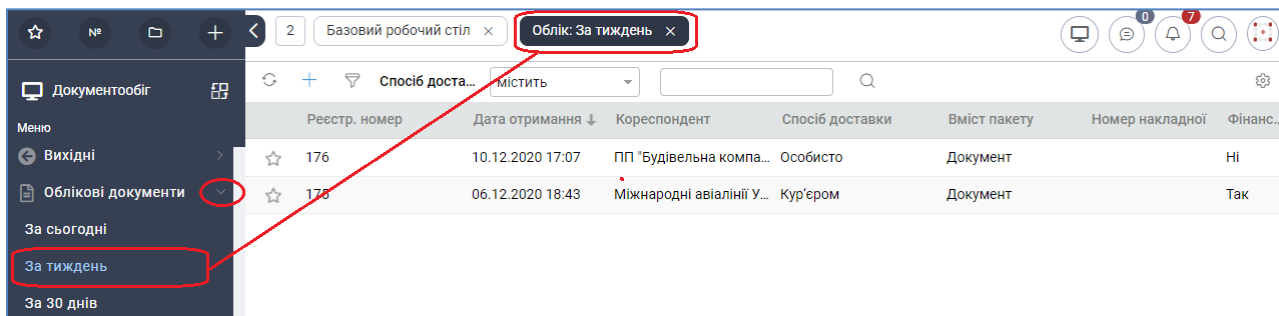 №
2
Базовий робочий стіл ×
Облік: За тиждень ×
0
7
Документообіг
Спосіб доста...
містить
Меню
Реєстр. номер Дата отримання Кореспондент Спосіб доставки Вміст пакету Номер накладної Фінанс...
Вихідні
176 10.12.2020 17:07 ПП "Будівельна компа... Особисто Документ Ні
Облікові документи
175 06.12.2020 18:43 Міжнародні авіалінії У... Кур'єром Документ Так
За сьогодні
За тиждень
За 30 днів